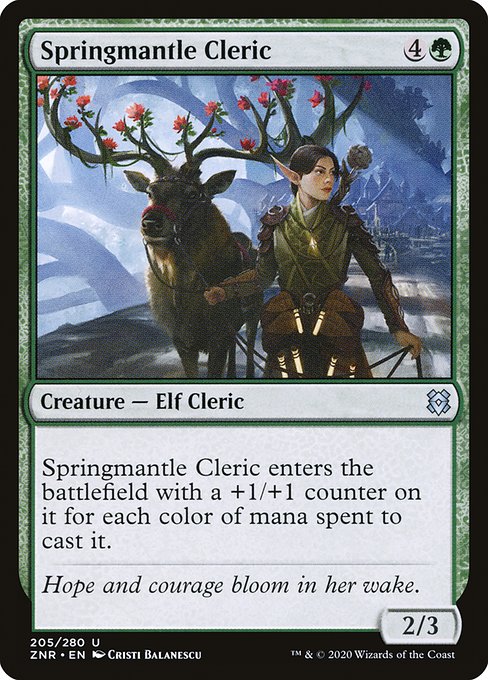 Springmantle Cleric 4
Creature — Elf Cleric
Springmantle Cleric enters the
battlefield with a +1/+1 counter on
it for each color of mana spent to
cast it.
Hope and courage bloom in her wake.
2/3
205/280 U
ZNR • EN Cristi Balanescu
™ & © 2020 Wizards of the Coast